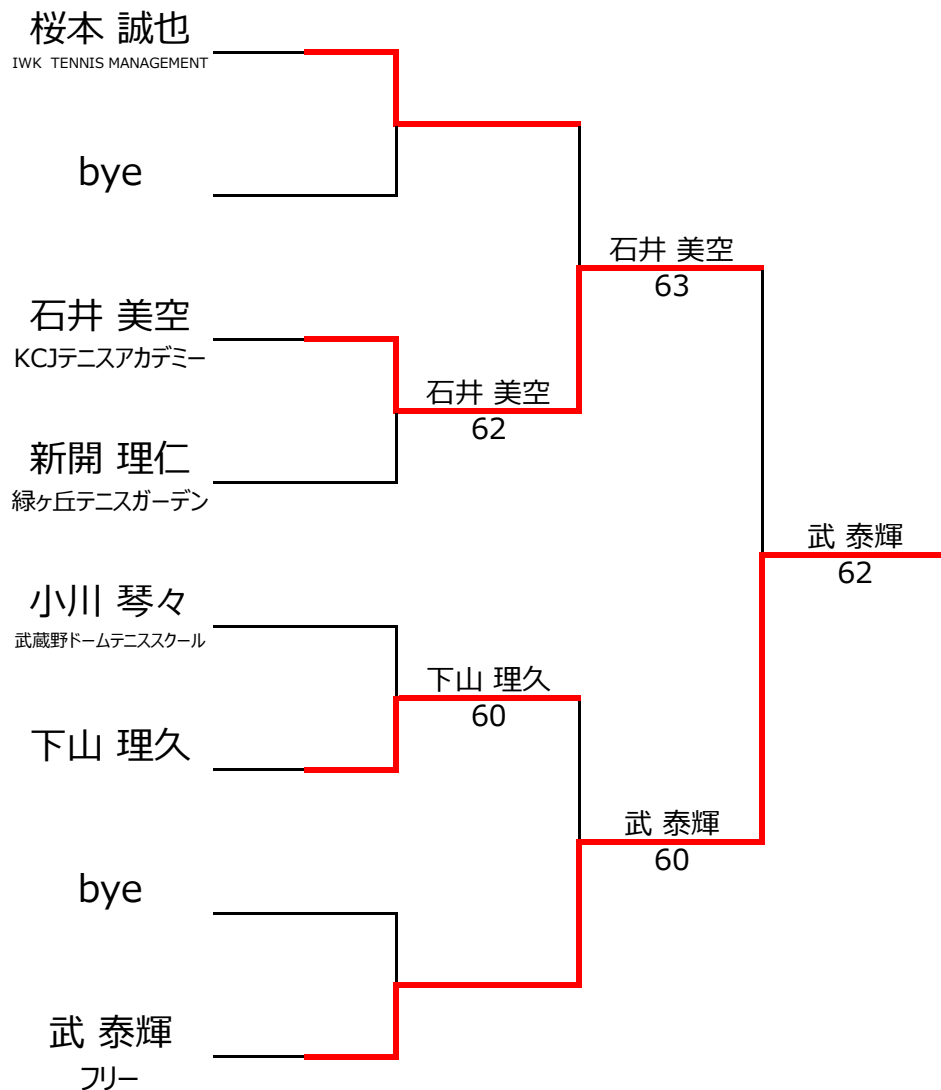 桜本 誠也
IWK TENNIS MANAGEMENT
bye
石井 美空
63
石井 美空
KCJテニスアカデミー
石井 美空
62
新開 理仁
緑ヶ丘テニスガーデン
武 泰輝
62
小川 琴々
武蔵野ドームテニススクール
下山 理久
60
下山 理久
武 泰輝
60
bye
武 泰輝
フリー